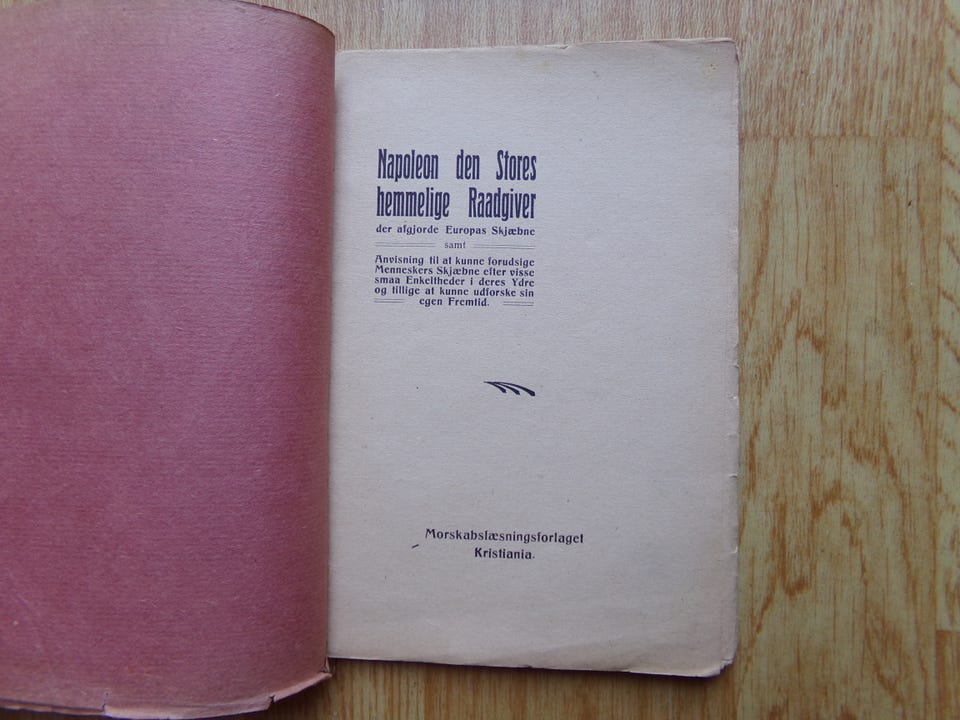 Napoleon den Stores
hemmelige Raadgiver
der afgjorde Europas Skjæbne
samt
Anvisning til at kunne forudsige
Menneskers Skjæbne efter visse
smaa Enkeltheder i deres Ydre
og tillige at kunne udforske sin
egen Fremtid.
Morskabslæsningsforlaget
Kristiania.